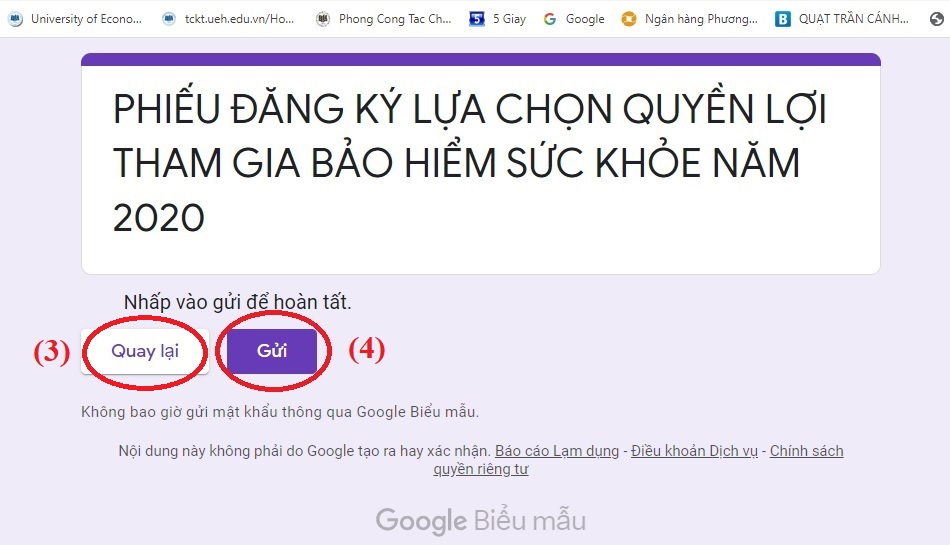 University of Econo... tckt.ueh.edu.vn/Ho... Phong Cong Tac Ch... 5 5 Giay G Google Ngân hàng Phương... B QUẠT TRẦN CÁNH...
PHIẾU ĐĂNG KÝ LỰA CHỌN QUYỀN LỢI
THAM GIA BẢO HIỂM SỨC KHỎE NĂM
2020
Nhấp vào gửi để hoàn tất.
(3) Quay lại Gửi (4)
Không bao giờ gửi mật khẩu thông qua Google Biểu mẫu.
Nội dung này không phải do Google tạo ra hay xác nhận. Báo cáo Lạm dụng - Điều khoản Dịch vụ - Chính sách
quyền riêng tư
Google Biểu mẫu